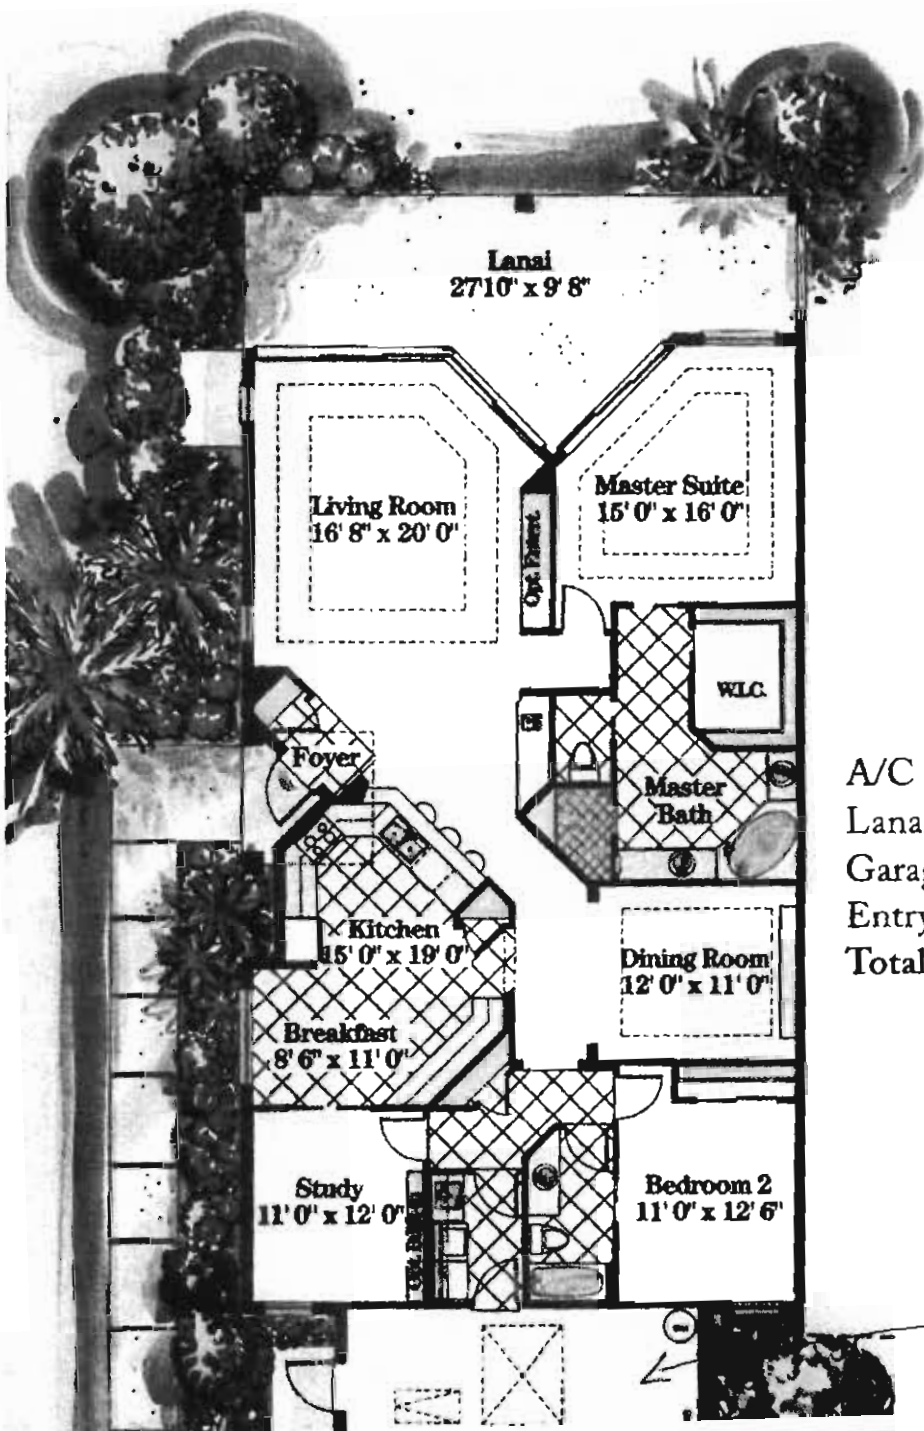 Lanai
27'10" x 9' 8"
Living Room
16' 8" x 20' 0"
Master Suite
15' 0" x 16' 0"
Opt.
W.I.C.
Foyer
Master
Bath
A/C
Lana
Garag
Entry
Total
Kitchen
15' 0" x 19' 0"
Dining Room
12' 0" x 11' 0"
Breakfast
8' 6" x 11' 0"
Study
11' 0" x 12' 0"
Bedroom 2
11' 0" x 12' 6"